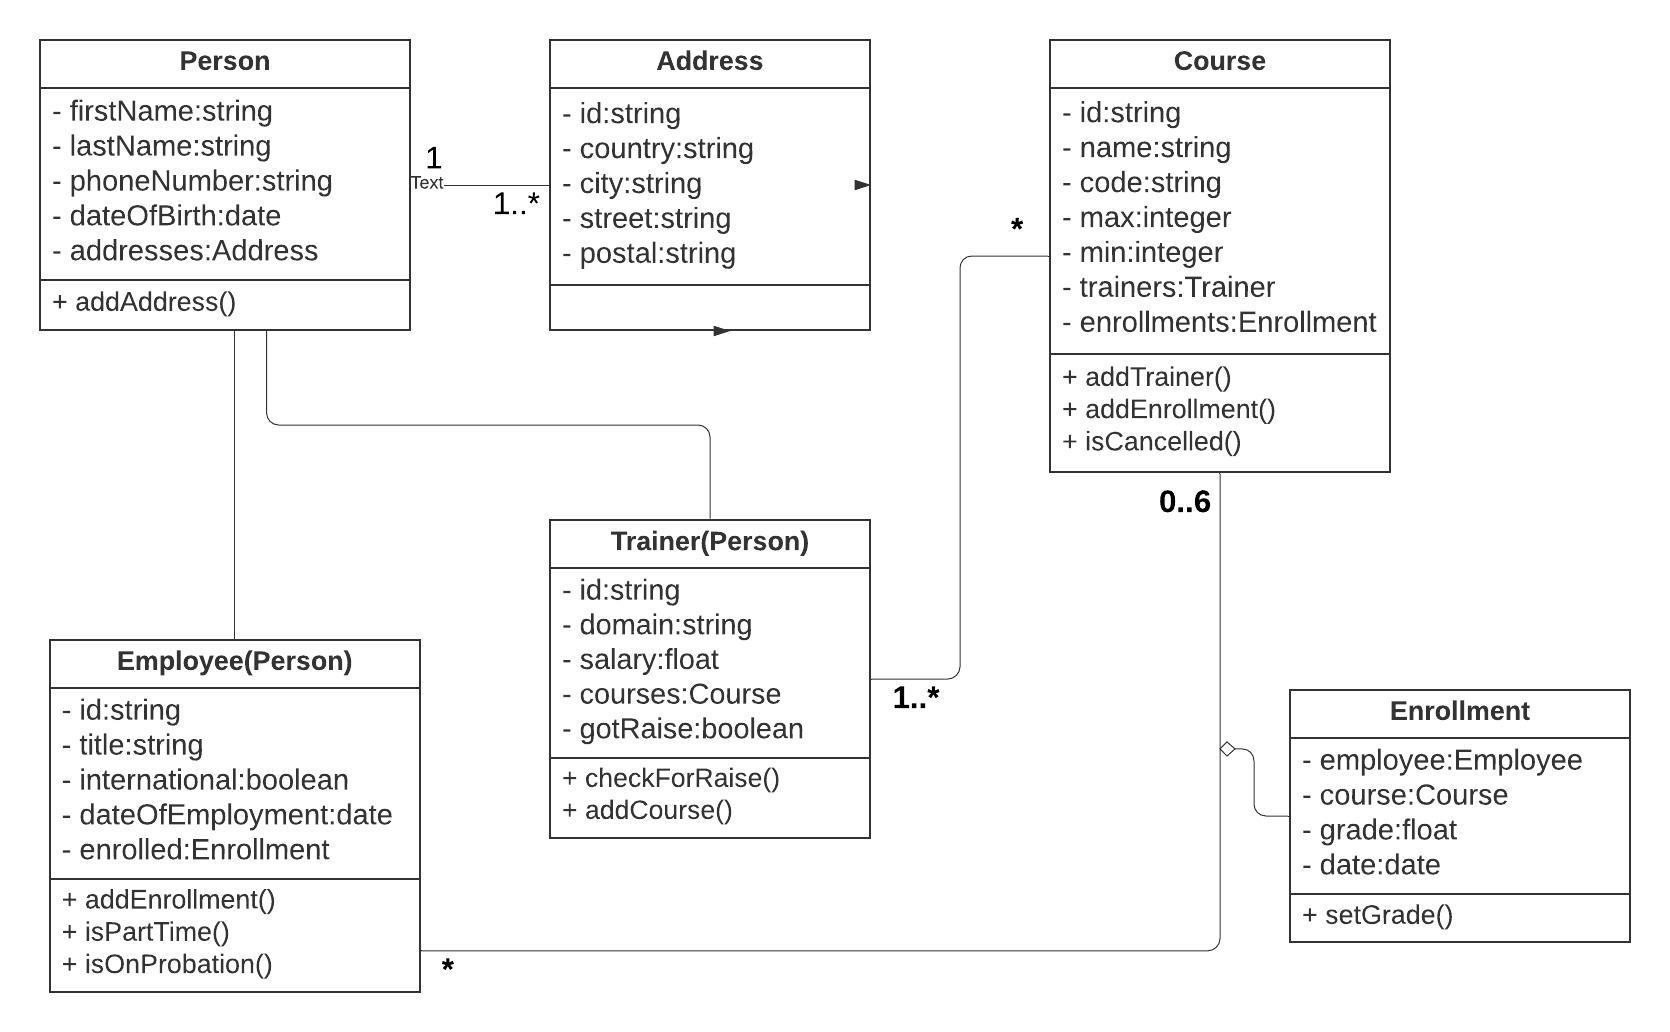 Person
- firstName:string
- lastName:string
- phoneNumber:string
- dateOfBirth:date
- addresses:Address
+ addAddress()
1
Text
1..*
Address
- id:string
- country:string
- city:string
- street:string
- postal:string
Course
- id:string
- name:string
- code:string
- max:integer
- min:integer
- trainers:Trainer
- enrollments:Enrollment
+ addTrainer()
+ addEnrollment()
+ isCancelled()
*
0..6
Trainer(Person)
- id:string
- domain:string
- salary:float
- courses:Course
- gotRaise:boolean
+ checkForRaise()
+ addCourse()
1..*
Employee(Person)
- id:string
- title:string
- international:boolean
- dateOfEmployment:date
- enrolled:Enrollment
+ addEnrollment()
+ isPartTime()
+ isOnProbation()
*
Enrollment
- employee:Employee
- course:Course
- grade:float
- date:date
+ setGrade()